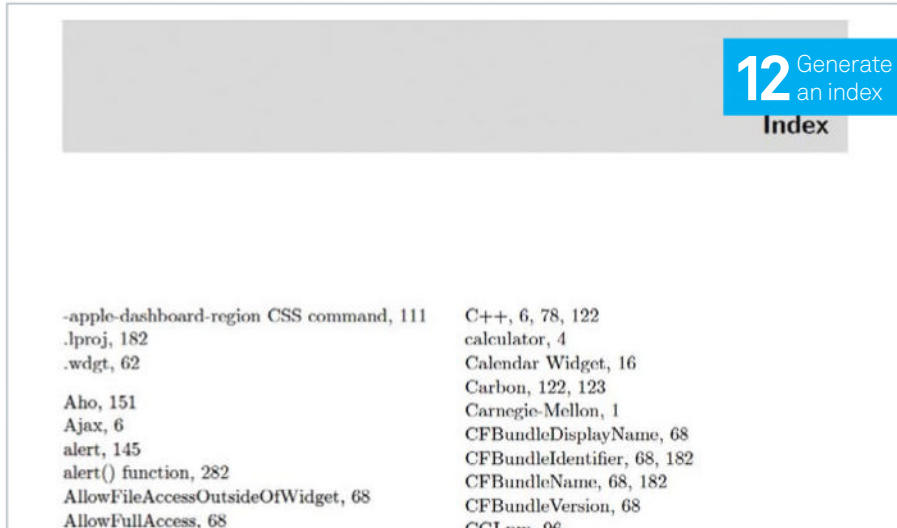 12 Generate
an index
Index
-apple-dashboard-region CSS command, 111
.lproj, 182
.wdgt, 62
Aho, 151
Ajax, 6
alert, 145
alert() function, 282
AllowFileAccessOutsideOfWidget, 68
AllowFullAccess, 68
C++, 6, 78, 122
calculator, 4
Calendar Widget, 16
Carbon, 122, 123
Carnegie-Mellon, 1
CFBundleDisplayName, 68
CFBundleIdentifier, 68, 182
CFBundleName, 68, 182
CFBundleVersion, 68